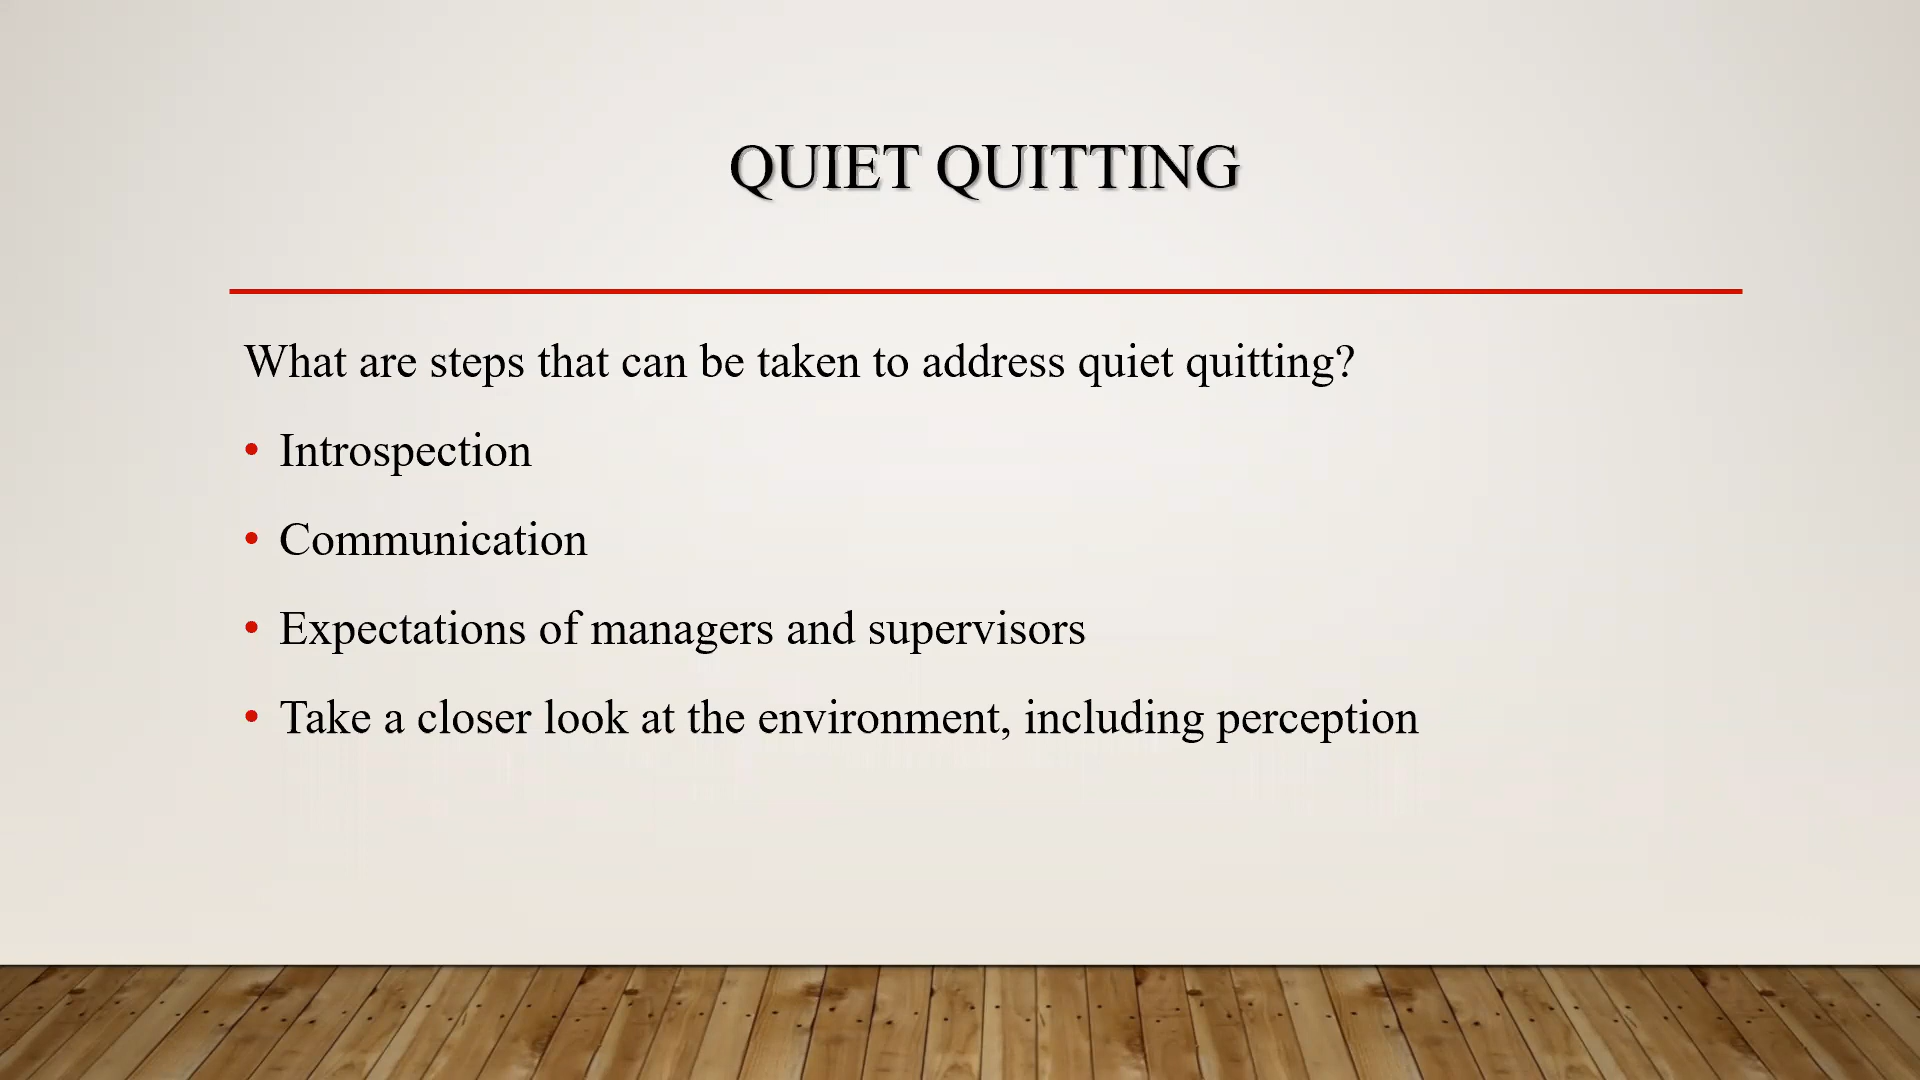 QUIET QUITTING
What are steps that can be taken to address quiet quitting?
• Introspection
• Communication
• Expectations of managers and supervisors
• Take a closer look at the environment, including perception